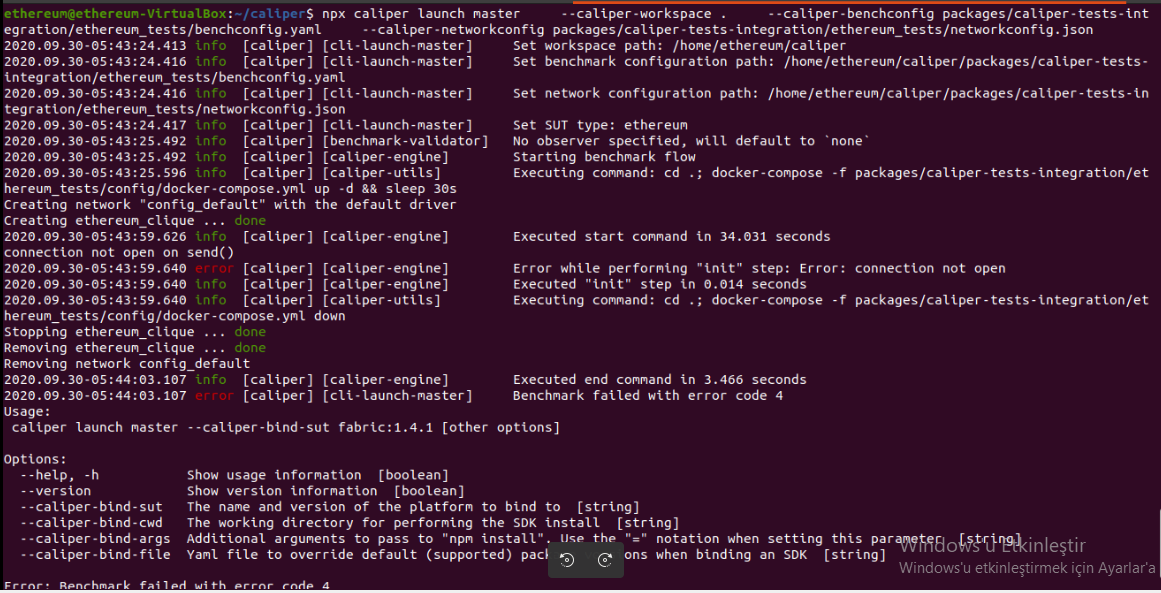 ethereum@ethereum-VirtualBox:~/caliper$ npx caliper launch master     --caliper-workspace .     --caliper-benchconfig packages/caliper-tests-int
egration/ethereum_tests/benchconfig.yaml     --caliper-networkconfig packages/caliper-tests-integration/ethereum_tests/networkconfig.json
2020.09.30-05:43:24.413 info  [caliper] [cli-launch-master]     Set workspace path: /home/ethereum/caliper
2020.09.30-05:43:24.416 info  [caliper] [cli-launch-master]     Set benchmark configuration path: /home/ethereum/caliper/packages/caliper-tests-
integration/ethereum_tests/benchconfig.yaml
2020.09.30-05:43:24.416 info  [caliper] [cli-launch-master]     Set network configuration path: /home/ethereum/caliper/packages/caliper-tests-in
tegration/ethereum_tests/networkconfig.json
2020.09.30-05:43:24.417 info  [caliper] [cli-launch-master]     Set SUT type: ethereum
2020.09.30-05:43:25.492 info  [caliper] [benchmark-validator]   No observer specified, will default to `none`
2020.09.30-05:43:25.492 info  [caliper] [caliper-engine]        Starting benchmark flow
2020.09.30-05:43:25.596 info  [caliper] [caliper-utils]         Executing command: cd .; docker-compose -f packages/caliper-tests-integration/et
hereum_tests/config/docker-compose.yml up -d && sleep 30s
Creating network "config_default" with the default driver
Creating ethereum_clique ... done
2020.09.30-05:43:59.626 info  [caliper] [caliper-engine]        Executed start command in 34.031 seconds
connection not open on send()
2020.09.30-05:43:59.640 error [caliper] [caliper-engine]        Error while performing "init" step: Error: connection not open
2020.09.30-05:43:59.640 info  [caliper] [caliper-engine]        Executed "init" step in 0.014 seconds
2020.09.30-05:43:59.640 info  [caliper] [caliper-utils]         Executing command: cd .; docker-compose -f packages/caliper-tests-integration/et
hereum_tests/config/docker-compose.yml down
Stopping ethereum_clique ... done
Removing ethereum_clique ... done
Removing network config_default
2020.09.30-05:44:03.107 info  [caliper] [caliper-engine]        Executed end command in 3.466 seconds
2020.09.30-05:44:03.107 error [caliper] [cli-launch-master]     Benchmark failed with error code 4
Usage:
 caliper launch master --caliper-bind-sut fabric:1.4.1 [other options]

Options:
  --help, -h           Show usage information  [boolean]
  --version            Show version information  [boolean]
  --caliper-bind-sut   The name and version of the platform to bind to  [string]
  --caliper-bind-cwd   The working directory for performing the SDK install  [string]
  --caliper-bind-args  Additional arguments to pass to "npm install". Use the "=" notation when setting this parameter  [string]
  --caliper-bind-file  Yaml file to override default (supported) when binding an SDK  [string]
Windows'u Etkinleştir
Windows'u etkinleştirmek için Ayarlar'a
Error: Benchmark failed with error code 4